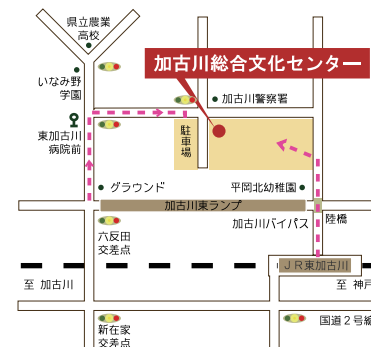 県立農業
高校
加古川総合文化センター
いなみ野
学園
加古川警察署
東加古川
病院前
駐車場
グラウンド
平岡北幼稚園
加古川東ランプ
加古川バイパス
陸橋
六反田
交差点
JR東加古川
至 加古川
至 神戸
国道2号線
新在家
交差点